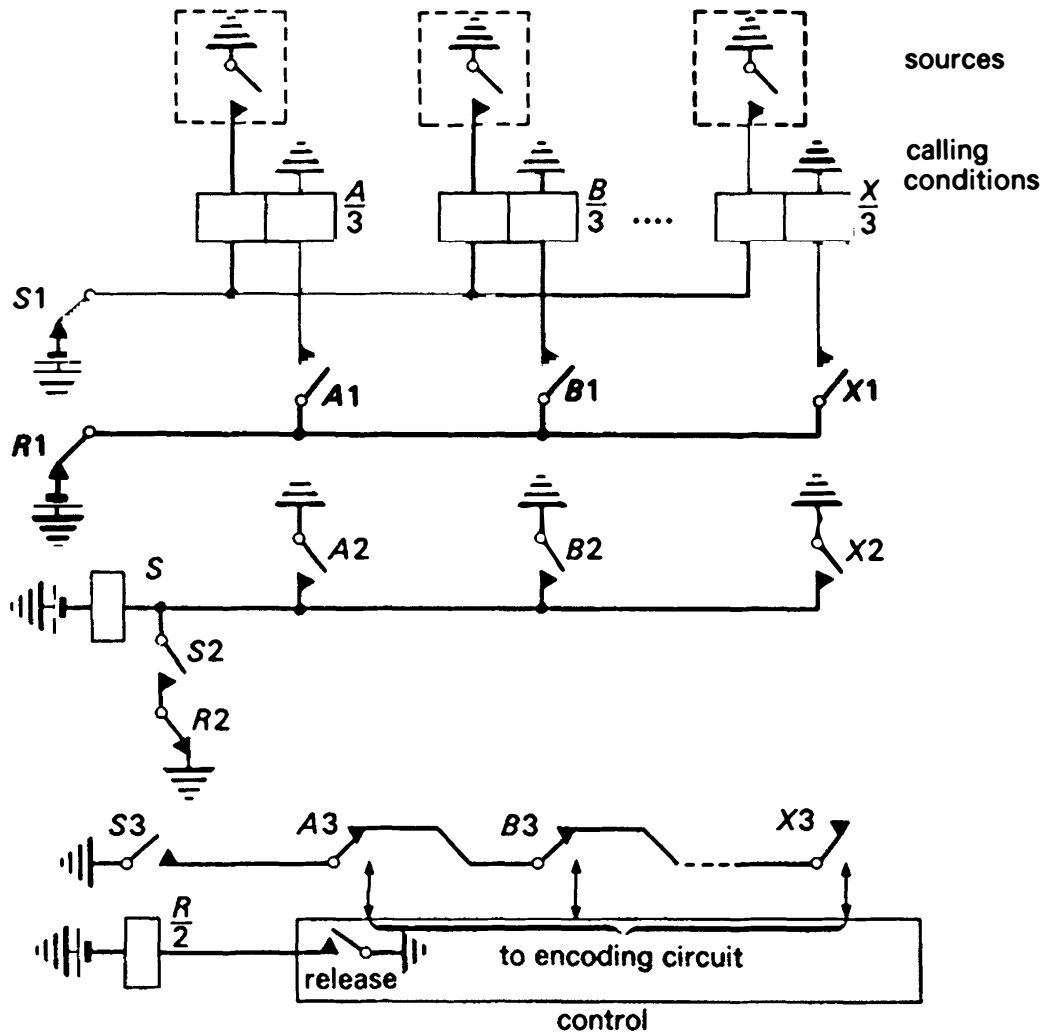 sources
calling
conditions
A
3
B
3
....
X
3
S1
A1
B1
X1
R1
A2
B2
X2
S
S2
R2
S3
A3
B3
X3
R
2
to encoding circuit
release
control